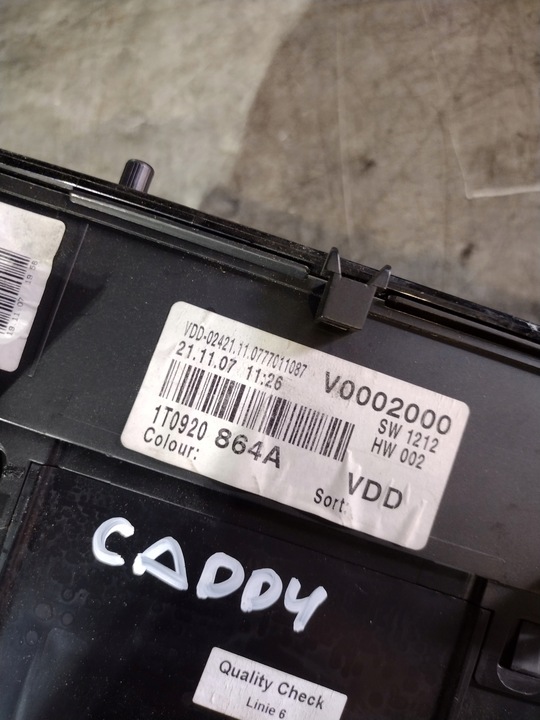 VDD-02421.11.0777011087
21.11.07 11:26
V0002000
SW 1212
HW 002
1T0920 864A
Colour:
Sort: VDD
CADDY
Quality Check
Linie 6